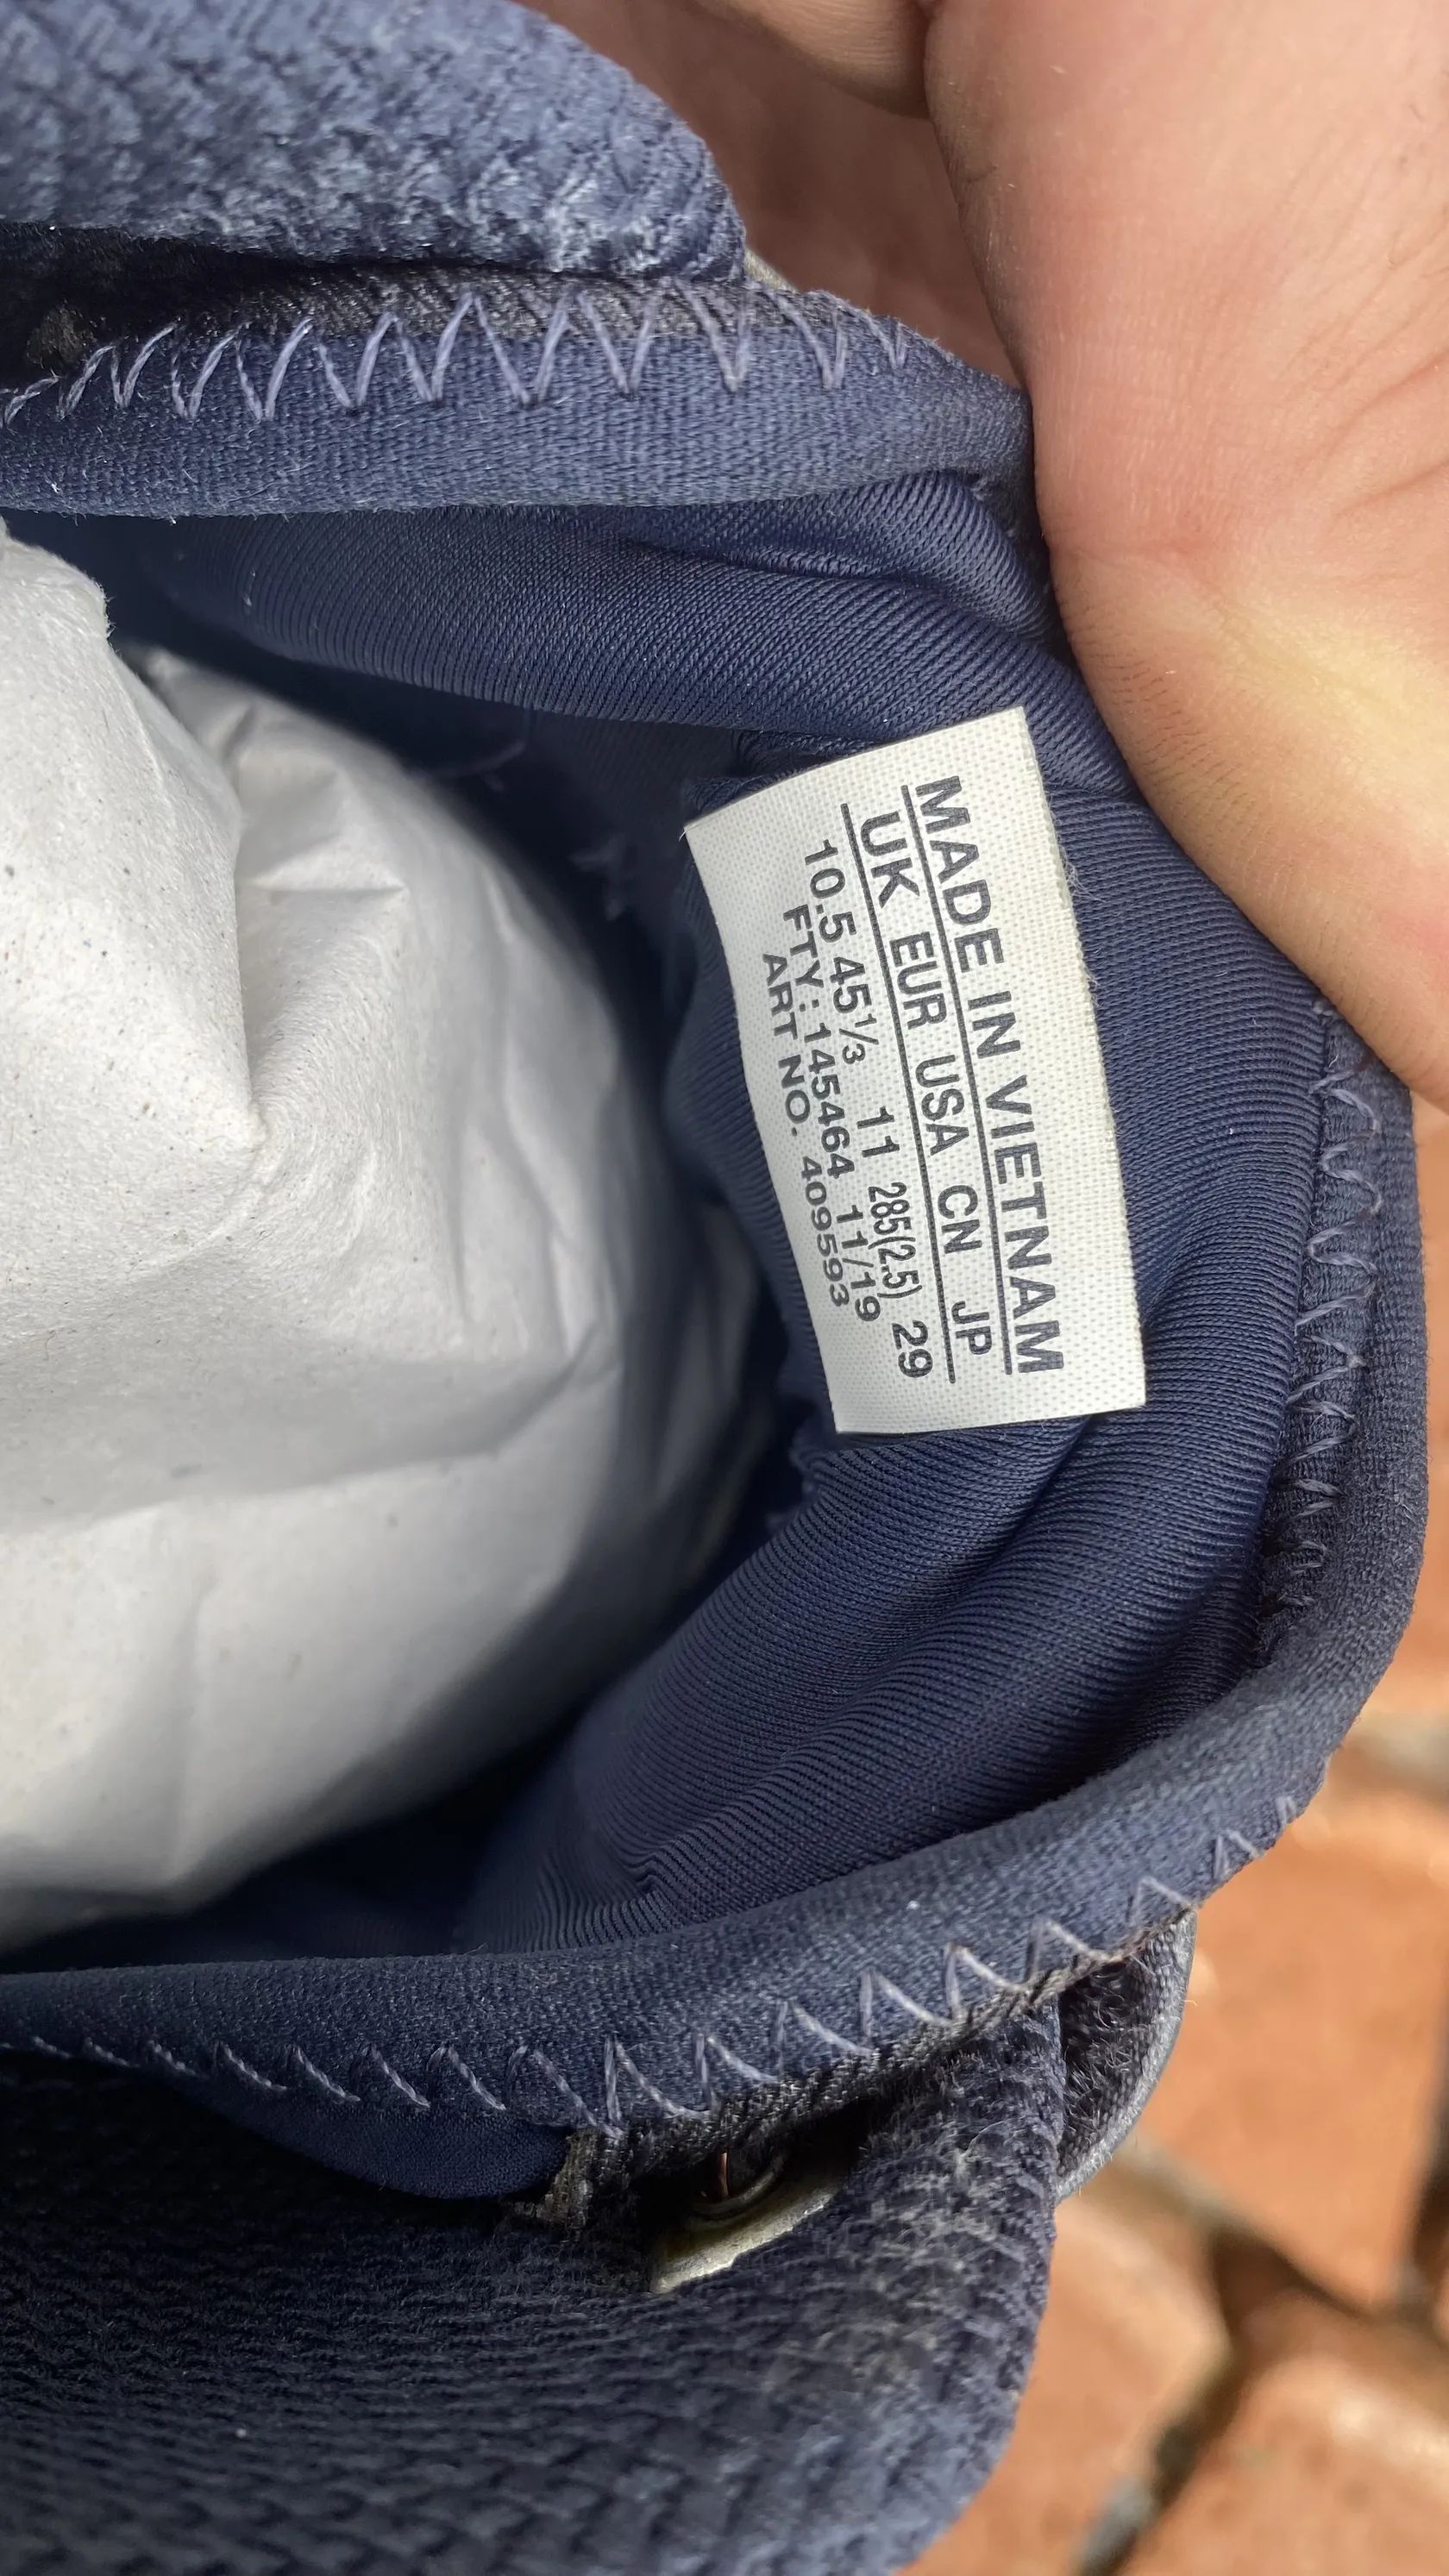 MADE IN VIETNAM
UK EUR USA CN JP
10.5 45⅓ 11 285(2.5) 29
FTY: 145464 11/19
ART NO. 409593